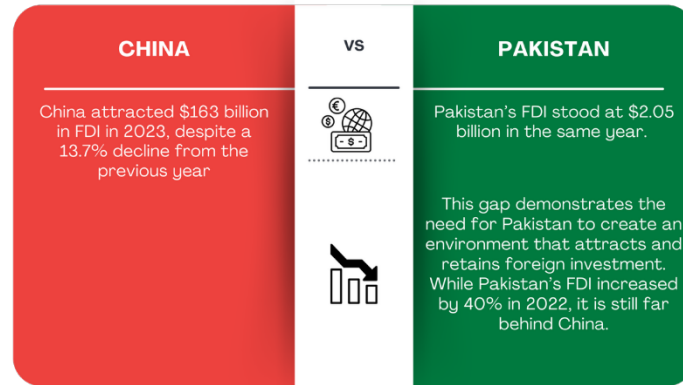 CHINA
China attracted $163 billion
in FDI in 2023, despite a
13.7% decline from the
previous year
VS
€
$
- $ -
PAKISTAN
Pakistan's FDI stood at $2.05
billion in the same year.
This gap demonstrates the
need for Pakistan to create an
environment that attracts and
retains foreign investment.
While Pakistan's FDI increased
by 40% in 2022, it is still far
behind China.